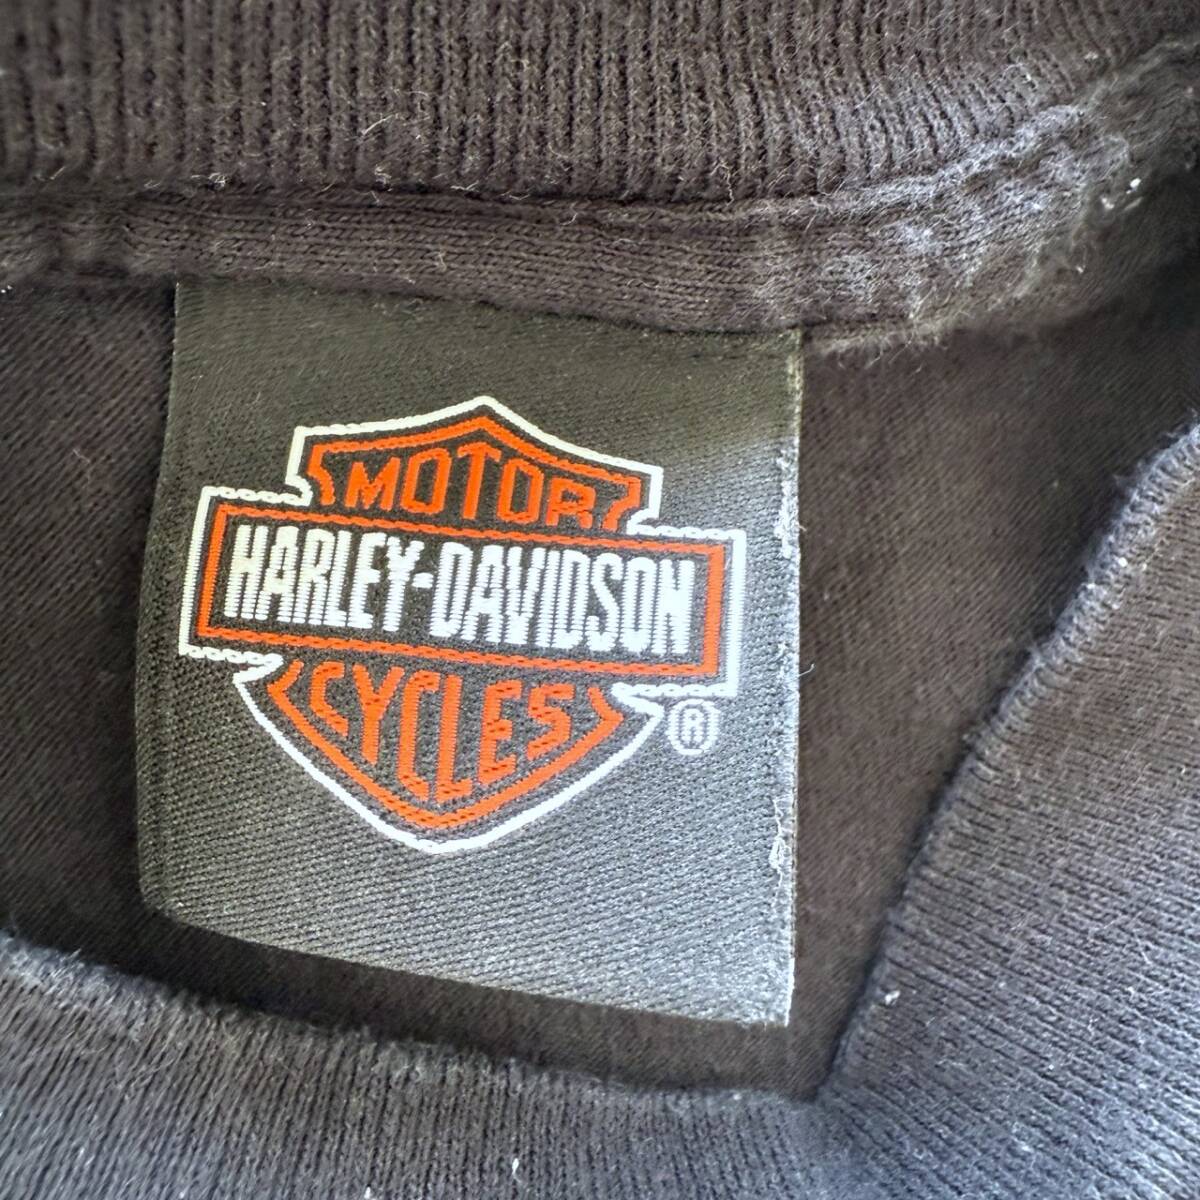 MOTOR
HARLEY-DAVIDSON
CYCLES
®